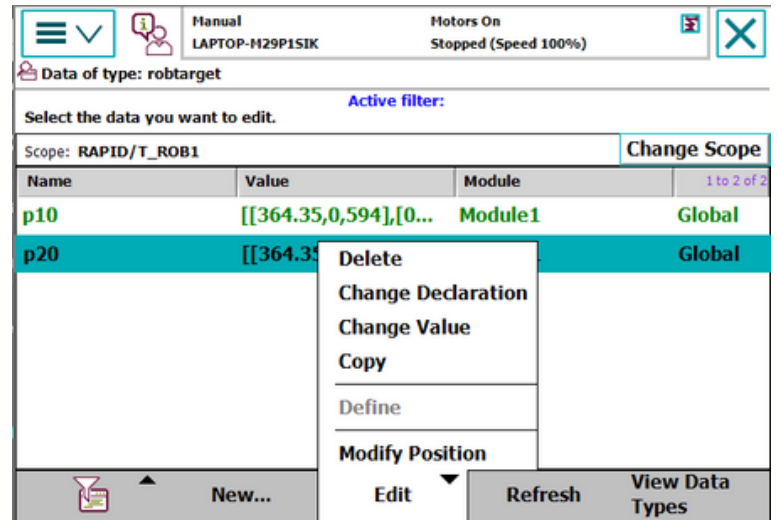 Manual
LAPTOP-M29P1SIK
Motors On
Stopped (Speed 100%)
Data of type: robtarget
Active filter:
Select the data you want to edit.
Scope: RAPID/T_ROB1
Change Scope
Name Value Module 1 to 2 of 2
p10 [[364.35,0,594],[0... Module1 Global
p20 [[364.35 Global
Delete
Change Declaration
Change Value
Copy
Define
Modify Position
New... Edit Refresh View Data Types